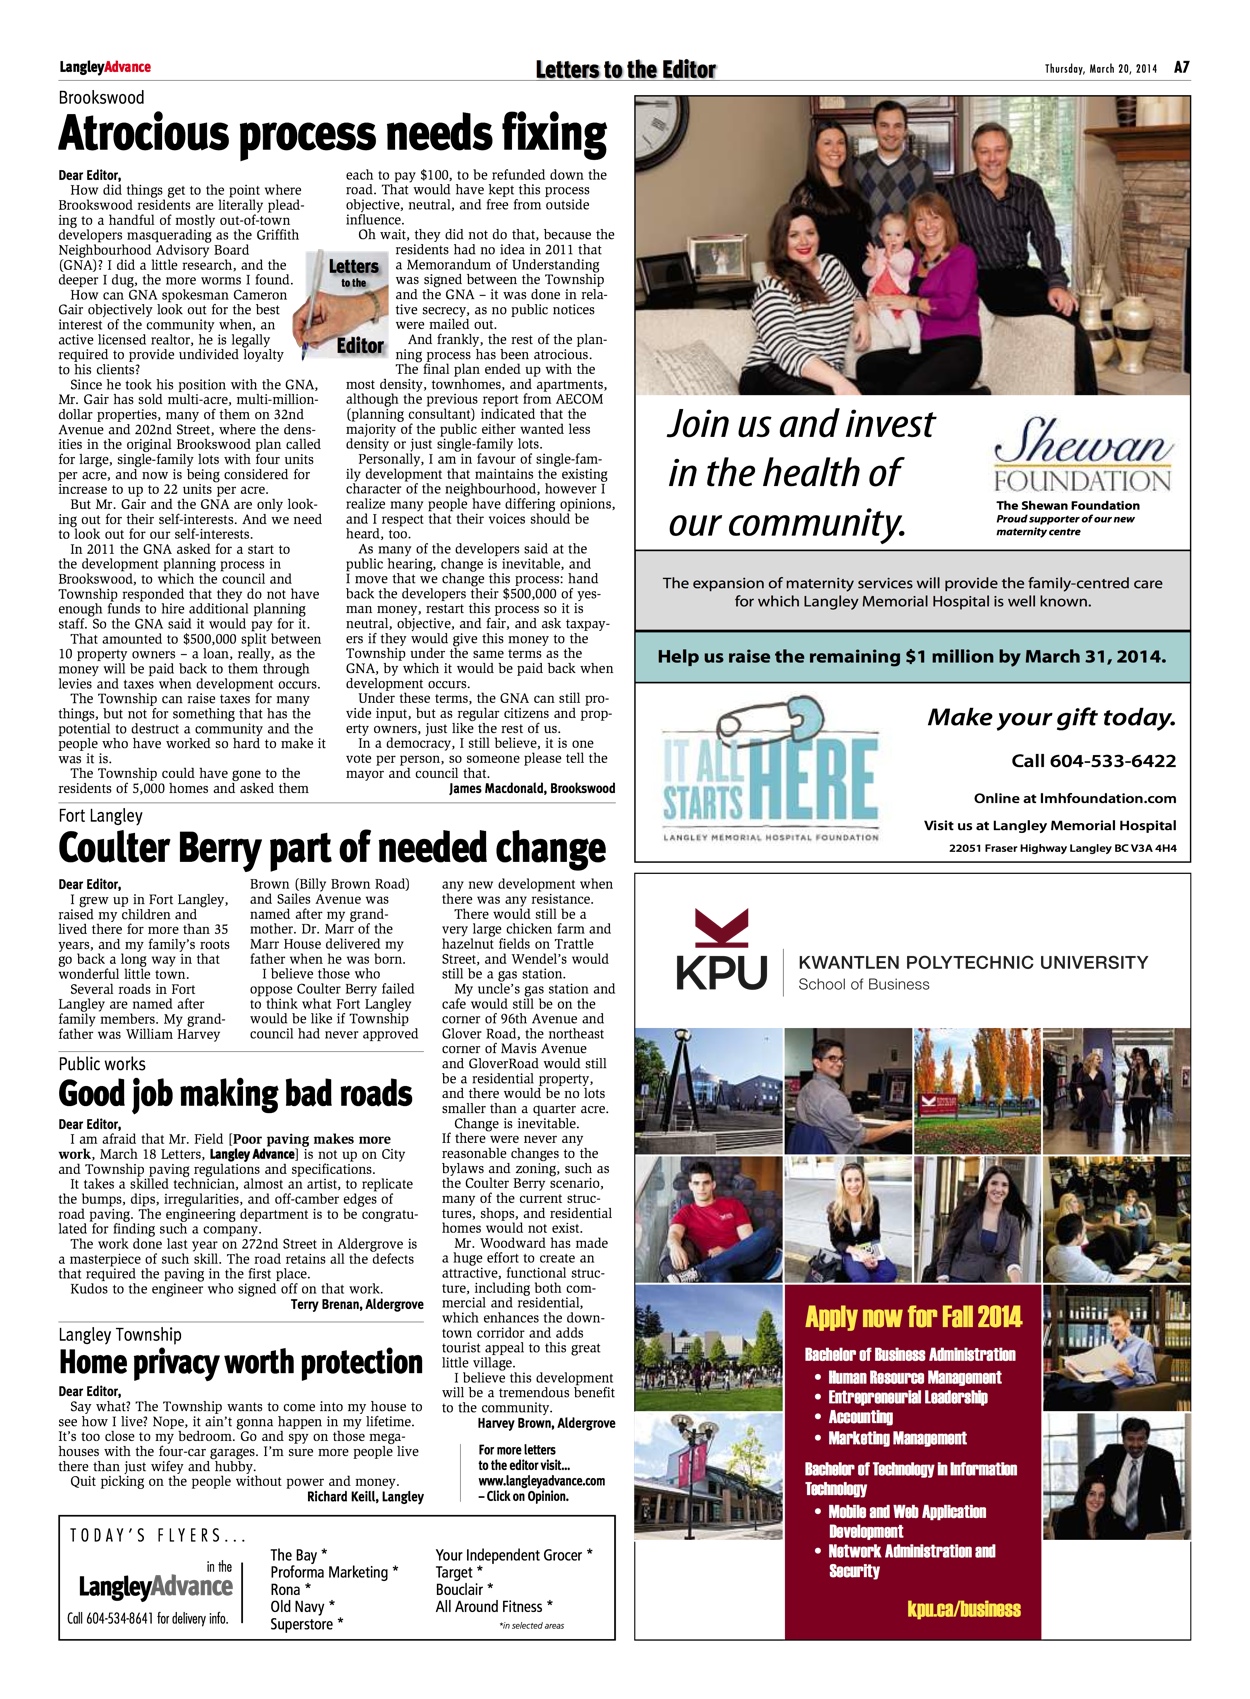 LangleyAdvance
Letters to the Editor
Thursday, March 20, 2014 A7
Brookswood
Atrocious process needs fixing
Dear Editor,
How did things get to the point where
Brookswood residents are literally plead-
ing to a handful of mostly out-of-town
developers masquerading as the Griffith
Neighbourhood Advisory Board
(GNA)? I did a little research, and the
deeper I dug, the more worms I found.
How can GNA spokesman Cameron
Gair objectively look out for the best
interest of the community when, an
active licensed realtor, he is legally
required to provide undivided loyalty
to his clients?
Since he took his position with the GNA,
Mr. Gair has sold multi-acre, multi-million-
dollar properties, many of them on 32nd
Avenue and 202nd Street, where the dens-
ities in the original Brookswood plan called
for large, single-family lots with four units
per acre, and now is being considered for
increase to up to 22 units per acre.
But Mr. Gair and the GNA are only look-
ing out for their self-interests. And we need
to look out for our self-interests.
In 2011 the GNA asked for a start to
the development planning process in
Brookswood, to which the council and
Township responded that they do not have
enough funds to hire additional planning
staff. So the GNA said it would pay for it.
That amounted to $500,000 split between
10 property owners – a loan, really, as the
money will be paid back to them through
levies and taxes when development occurs.
The Township can raise taxes for many
things, but not for something that has the
potential to destruct a community and the
people who have worked so hard to make it
was it is.
The Township could have gone to the
residents of 5,000 homes and asked them
each to pay $100, to be refunded down the
road. That would have kept this process
objective, neutral, and free from outside
influence.
Oh wait, they did not do that, because the
residents had no idea in 2011 that
a Memorandum of Understanding
was signed between the Township
and the GNA – it was done in rela-
tive secrecy, as no public notices
were mailed out.
And frankly, the rest of the plan-
ning process has been atrocious.
The final plan ended up with the
most density, townhomes, and apartments,
although the previous report from AECOM
(planning consultant) indicated that the
majority of the public either wanted less
density or just single-family lots.
Personally, I am in favour of single-fam-
ily development that maintains the existing
character of the neighbourhood, however I
realize many people have differing opinions,
and I respect that their voices should be
heard, too.
As many of the developers said at the
public hearing, change is inevitable, and
I move that we change this process: hand
back the developers their $500,000 of yes-
man money, restart this process so it is
neutral, objective, and fair, and ask taxpay-
ers if they would give this money to the
Township under the same terms as the
GNA, by which it would be paid back when
development occurs.
Under these terms, the GNA can still pro-
vide input, but as regular citizens and prop-
erty owners, just like the rest of us.
In a democracy, I still believe, it is one
vote per person, so someone please tell the
mayor and council that.
James Macdonald, Brookswood
Letters
to the
Editor
Fort Langley
Coulter Berry part of needed change
Dear Editor,
I grew up in Fort Langley,
raised my children and
lived there for more than 35
years, and my family's roots
go back a long way in that
wonderful little town.
Several roads in Fort
Langley are named after
family members. My grand-
father was William Harvey
Brown (Billy Brown Road)
and Sailes Avenue was
named after my grand-
mother. Dr. Marr of the
Marr House delivered my
father when he was born.
I believe those who
oppose Coulter Berry failed
to think what Fort Langley
would be like if Township
council had never approved
any new development when
there was any resistance.
There would still be a
very large chicken farm and
hazelnut fields on Trattle
Street, and Wendel's would
still be a gas station.
My uncle's gas station and
cafe would still be on the
corner of 96th Avenue and
Glover Road, the northeast
corner of Mavis Avenue
and GloverRoad would still
be a residential property,
and there would be no lots
smaller than a quarter acre.
Change is inevitable.
If there were never any
reasonable changes to the
bylaws and zoning, such as
the Coulter Berry scenario,
many of the current struc-
tures, shops, and residential
homes would not exist.
Mr. Woodward has made
a huge effort to create an
attractive, functional struc-
ture, including both com-
mercial and residential,
which enhances the down-
town corridor and adds
tourist appeal to this great
little village.
I believe this development
will be a tremendous benefit
to the community.
Harvey Brown, Aldergrove
For more letters
to the editor visit...
www.langleyadvance.com
– Click on Opinion.
Public works
Good job making bad roads
Dear Editor,
I am afraid that Mr. Field [Poor paving makes more
work, March 18 Letters, Langley Advance] is not up on City
and Township paving regulations and specifications.
It takes a skilled technician, almost an artist, to replicate
the bumps, dips, irregularities, and off-camber edges of
road paving. The engineering department is to be congratu-
lated for finding such a company.
The work done last year on 272nd Street in Aldergrove is
a masterpiece of such skill. The road retains all the defects
that required the paving in the first place.
Kudos to the engineer who signed off on that work.
Terry Brenan, Aldergrove
Langley Township
Home privacy worth protection
Dear Editor,
Say what? The Township wants to come into my house to
see how I live? Nope, it ain't gonna happen in my lifetime.
It's too close to my bedroom. Go and spy on those mega-
houses with the four-car garages. I'm sure more people live
there than just wifey and hubby.
Quit picking on the people without power and money.
Richard Keill, Langley
TODAY'S FLYERS...
in the
LangleyAdvance
Call 604-534-8641 for delivery info.
The Bay *
Proforma Marketing *
Rona *
Old Navy *
Superstore *
Your Independent Grocer *
Target *
Bouclair *
All Around Fitness *
*in selected areas
Join us and invest
in the health of
our community.
Shewan
FOUNDATION
The Shewan Foundation
Proud supporter of our new
maternity centre
The expansion of maternity services will provide the family-centred care
for which Langley Memorial Hospital is well known.
Help us raise the remaining $1 million by March 31, 2014.
IT ALL
STARTS
HERE
LANGLEY MEMORIAL HOSPITAL FOUNDATION
Make your gift today.
Call 604-533-6422
Online at lmhfoundation.com
Visit us at Langley Memorial Hospital
22051 Fraser Highway Langley BC V3A 4H4
KPU
KWANTLEN POLYTECHNIC UNIVERSITY
School of Business
Apply now for Fall 2014
Bachelor of Business Administration
• Human Resource Management
• Entrepreneurial Leadership
• Accounting
• Marketing Management
Bachelor of Technology in Information
Technology
• Mobile and Web Application
Development
• Network Administration and
Security
kpu.ca/business